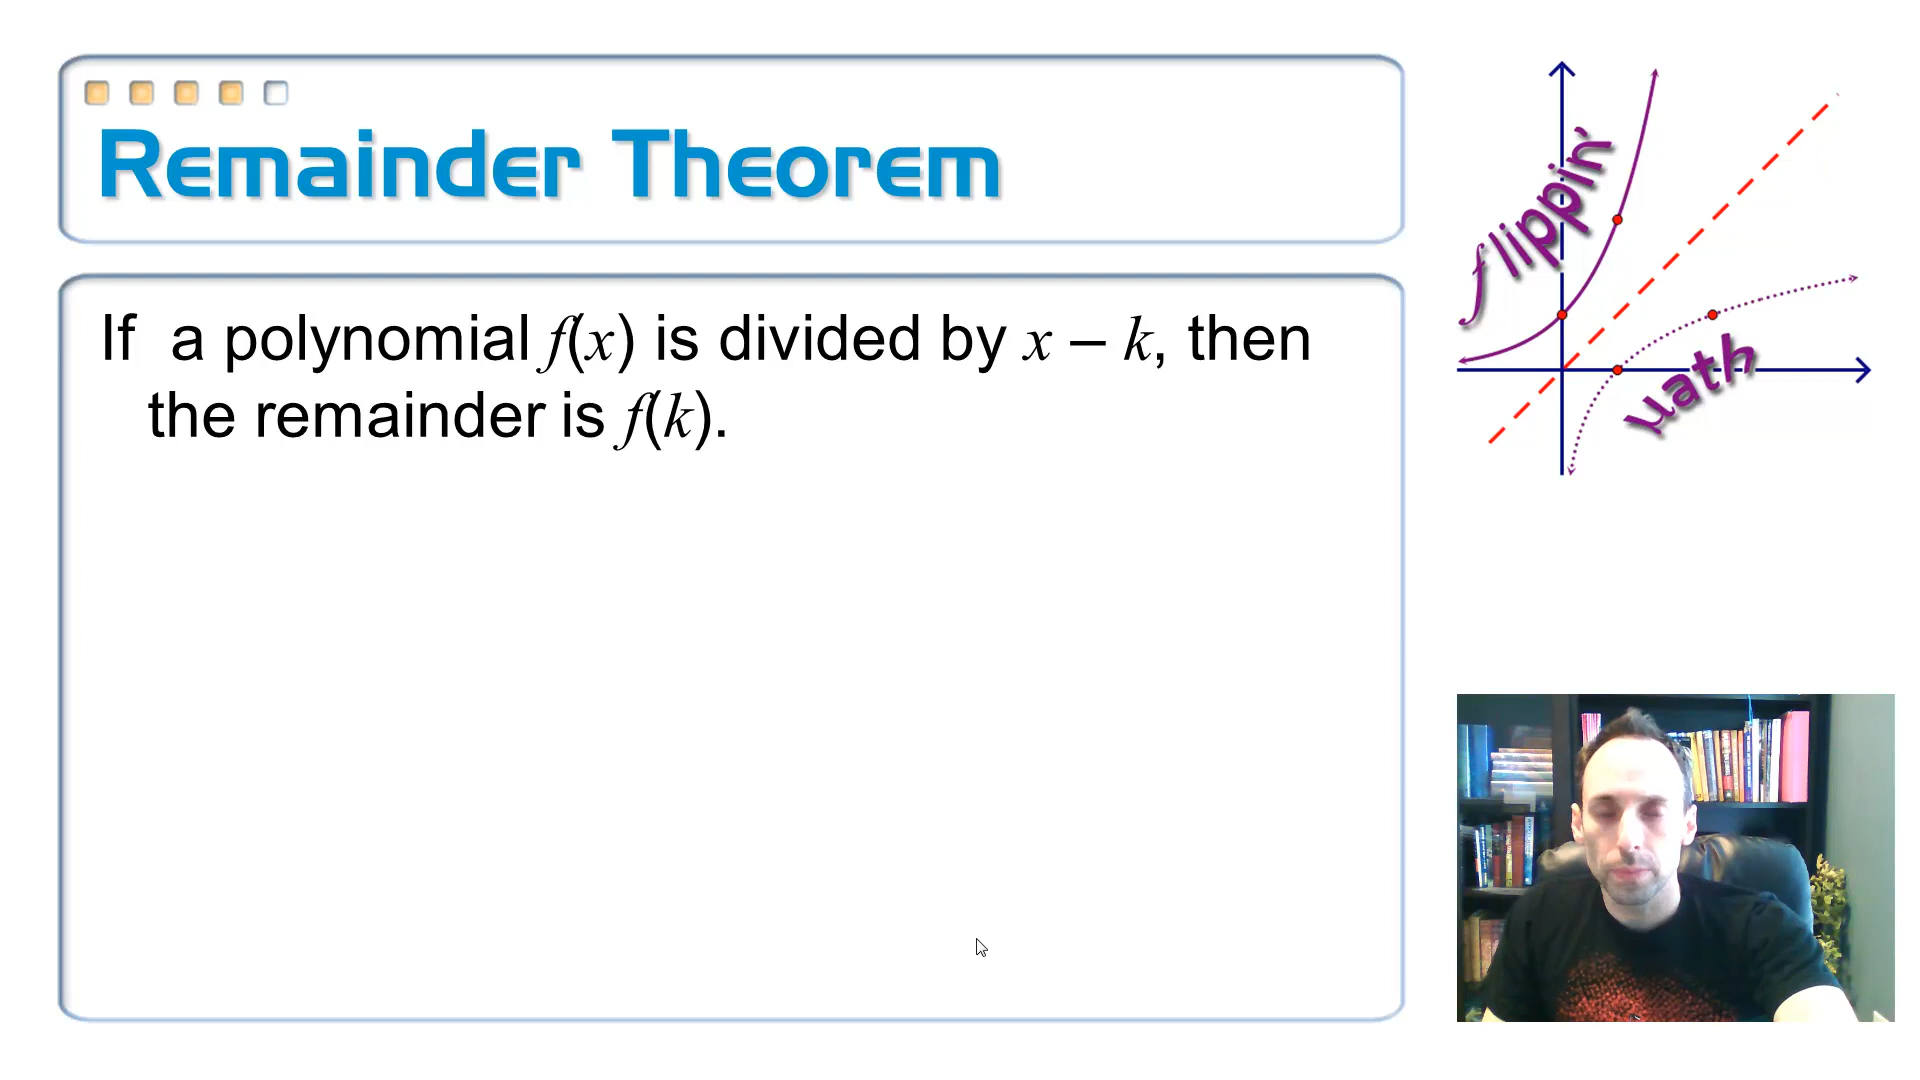 Remainder Theorem
If a polynomial f(x) is divided by x – k, then
the remainder is f(k).
flippin'
math